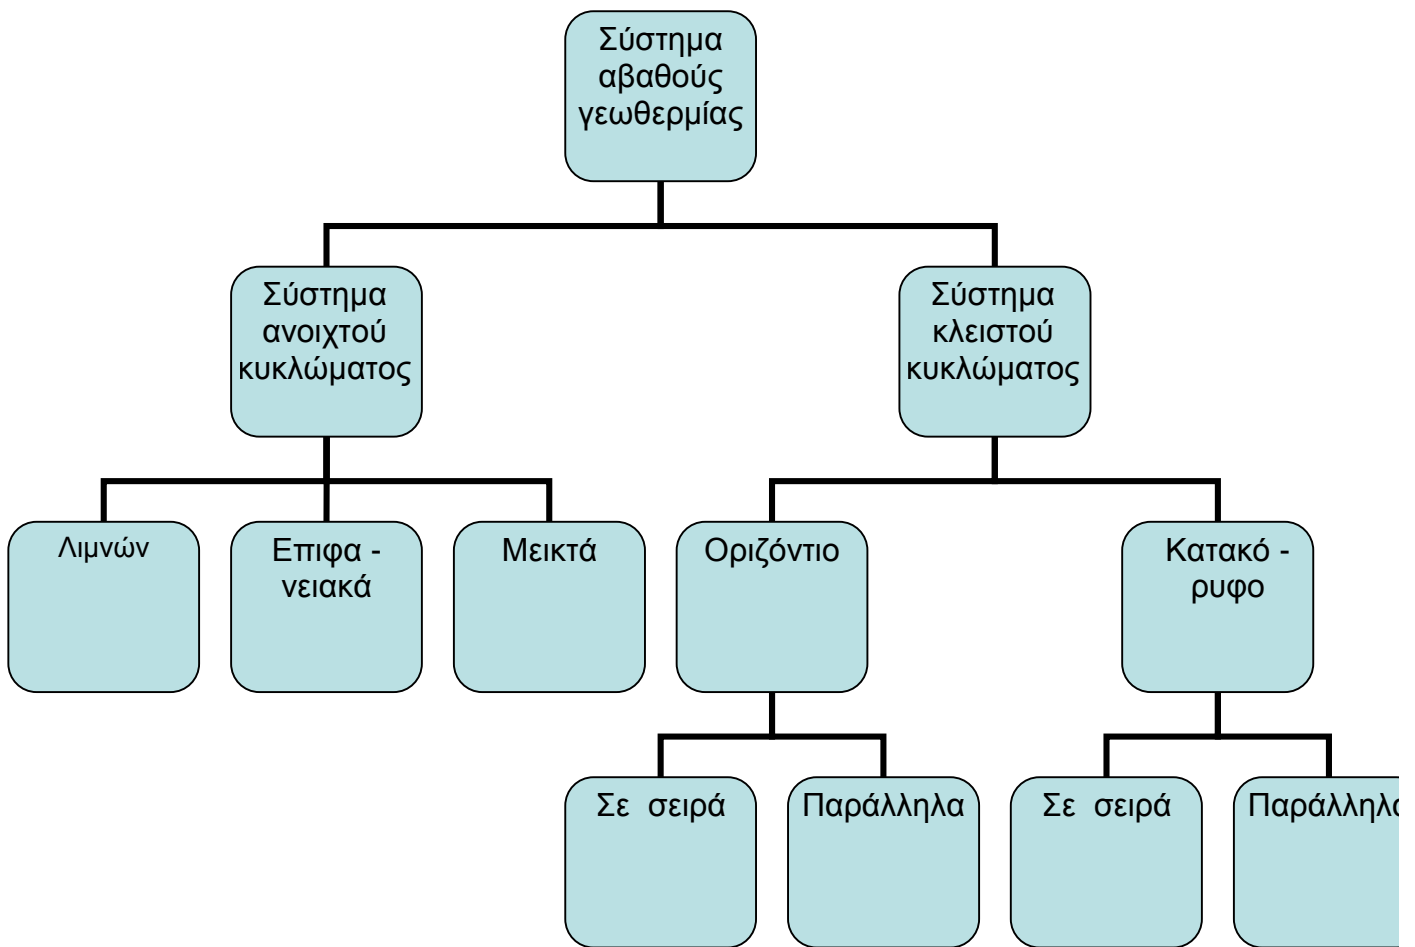 Σύστημα
αβαθούς
γεωθερμίας
Σύστημα
ανοιχτού
κυκλώματος
Σύστημα
κλειστού
κυκλώματος
Λιμνών
Επιφα -
νειακά
Μεικτά
Οριζόντιο
Κατακό -
ρυφο
Σε σειρά
Παράλληλα
Σε σειρά
Παράλληλα